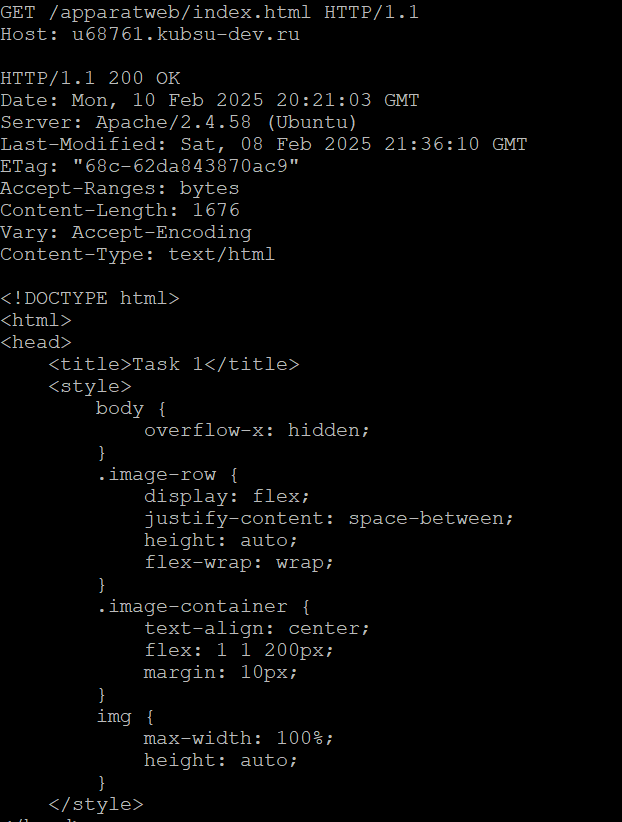 GET /apparatweb/index.html HTTP/1.1
Host: u68761.kubsu-dev.ru

HTTP/1.1 200 OK
Date: Mon, 10 Feb 2025 20:21:03 GMT
Server: Apache/2.4.58 (Ubuntu)
Last-Modified: Sat, 08 Feb 2025 21:36:10 GMT
ETag: "68c-62da843870ac9"
Accept-Ranges: bytes
Content-Length: 1676
Vary: Accept-Encoding
Content-Type: text/html

<!DOCTYPE html>
<html>
<head>
    <title>Task 1</title>
    <style>
        body {
            overflow-x: hidden;
        }
        .image-row {
            display: flex;
            justify-content: space-between;
            height: auto;
            flex-wrap: wrap;
        }
        .image-container {
            text-align: center;
            flex: 1 1 200px;
            margin: 10px;
        }
        img {
            max-width: 100%;
            height: auto;
        }
    </style>